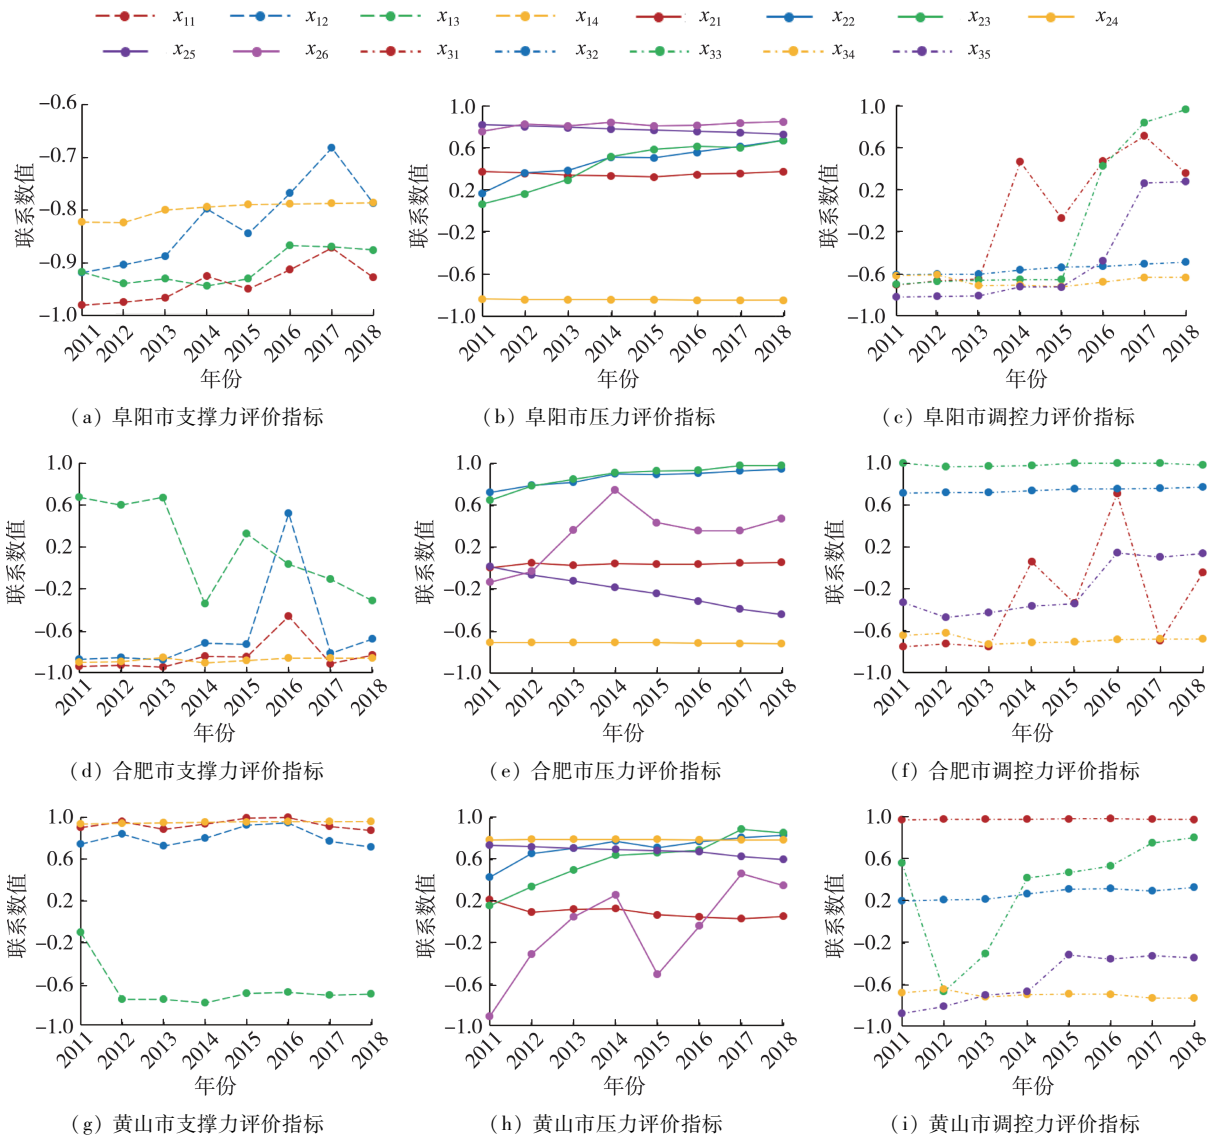 x11 x12 x13 x14 x21 x22 x23 x24
x25 x26 x31 x32 x33 x34 x35
−0.6
−0.7
−0.8
−0.9
−1.0
联系数值
2011 2012 2013 2014 2015 2016 2017 2018
年份
(a) 阜阳市支撑力评价指标
1.0
0.6
0.2
−0.2
−0.6
−1.0
联系数值
2011 2012 2013 2014 2015 2016 2017 2018
年份
(b) 阜阳市压力评价指标
1.0
0.6
0.2
−0.2
−0.6
−1.0
联系数值
2011 2012 2013 2014 2015 2016 2017 2018
年份
(c) 阜阳市调控力评价指标
1.0
0.6
0.2
−0.2
−0.6
−1.0
联系数值
2011 2012 2013 2014 2015 2016 2017 2018
年份
(d) 合肥市支撑力评价指标
1.0
0.6
0.2
−0.2
−0.6
−1.0
联系数值
2011 2012 2013 2014 2015 2016 2017 2018
年份
(e) 合肥市压力评价指标
1.0
0.6
0.2
−0.2
−0.6
−1.0
联系数值
2011 2012 2013 2014 2015 2016 2017 2018
年份
(f) 合肥市调控力评价指标
1.0
0.6
0.2
−0.2
−0.6
−1.0
联系数值
2011 2012 2013 2014 2015 2016 2017 2018
年份
(g) 黄山市支撑力评价指标
1.0
0.6
0.2
−0.2
−0.6
−1.0
联系数值
2011 2012 2013 2014 2015 2016 2017 2018
年份
(h) 黄山市压力评价指标
1.0
0.6
0.2
−0.2
−0.6
−1.0
联系数值
2011 2012 2013 2014 2015 2016 2017 2018
年份
(i) 黄山市调控力评价指标